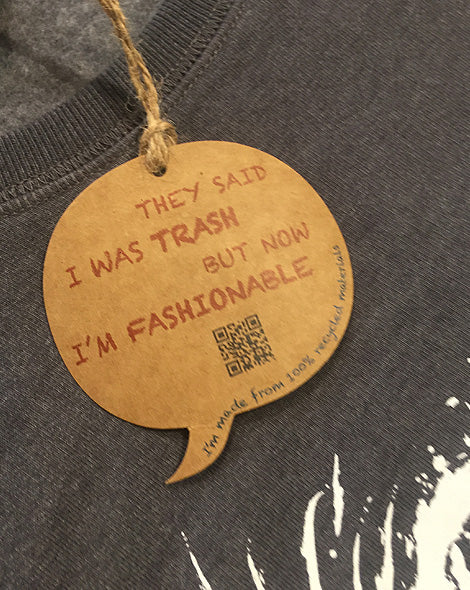 THEY SAID
I WAS TRASH
BUT NOW
I'M FASHIONABLE
I'm made from 100% recycled materials